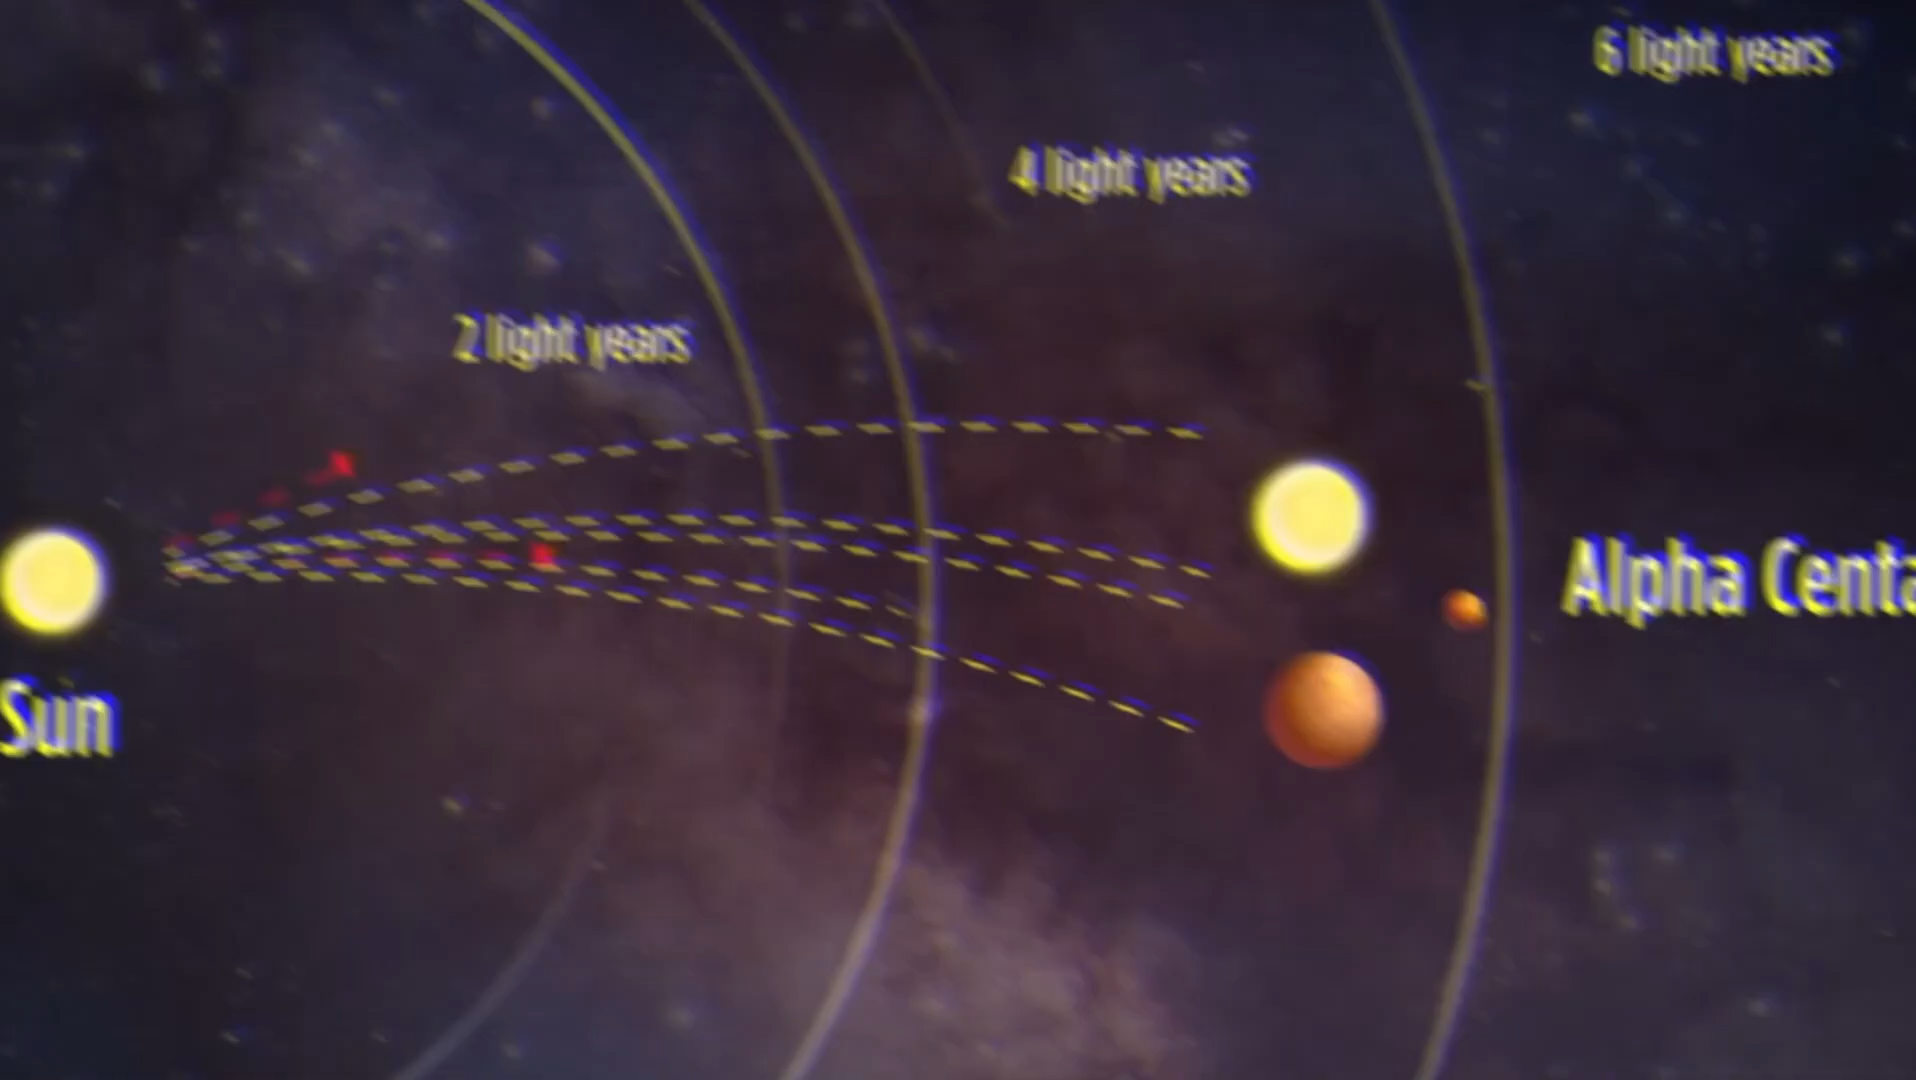 6 light years
4 light years
2 light years
Alpha Centa
Sun